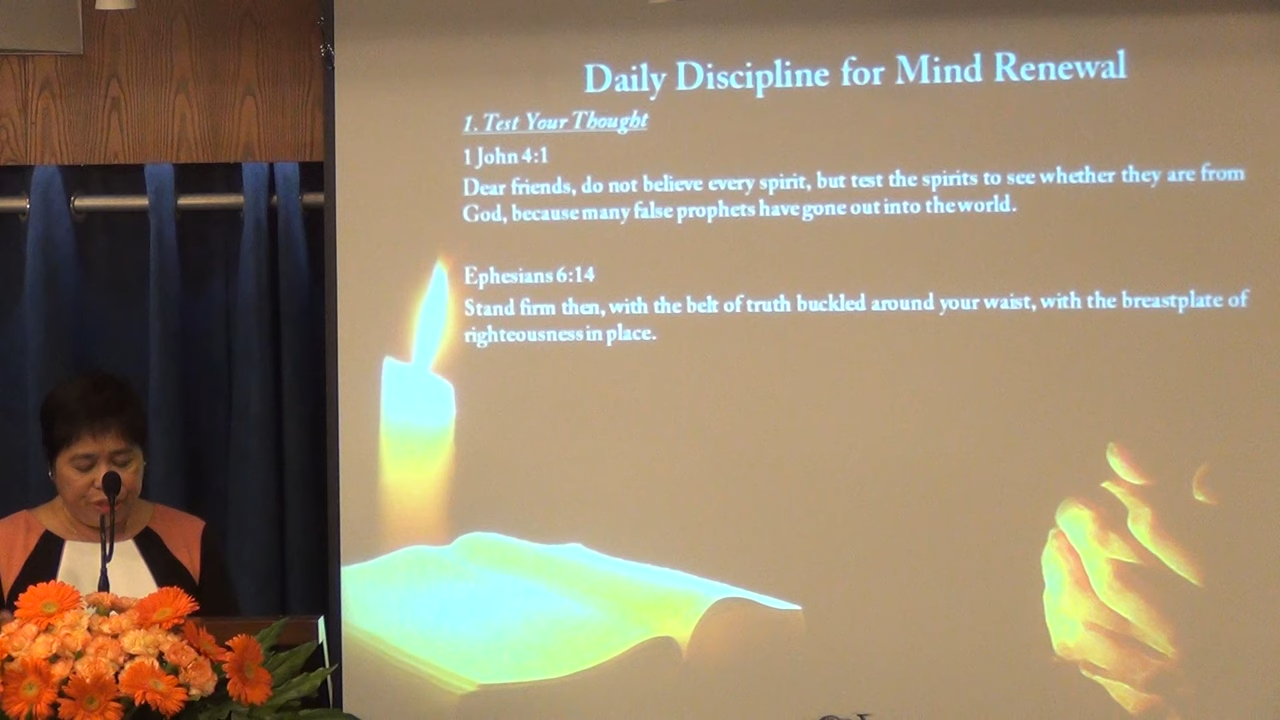 Daily Discipline for Mind Renewal
1. Test Your Thought
1 John 4:1
Dear friends, do not believe every spirit, but test the spirits to see whether they are from
God, because many false prophets have gone out into the world.
Ephesians 6:14
Stand firm then, with the belt of truth buckled around your waist, with the breastplate of
righteousness in place.